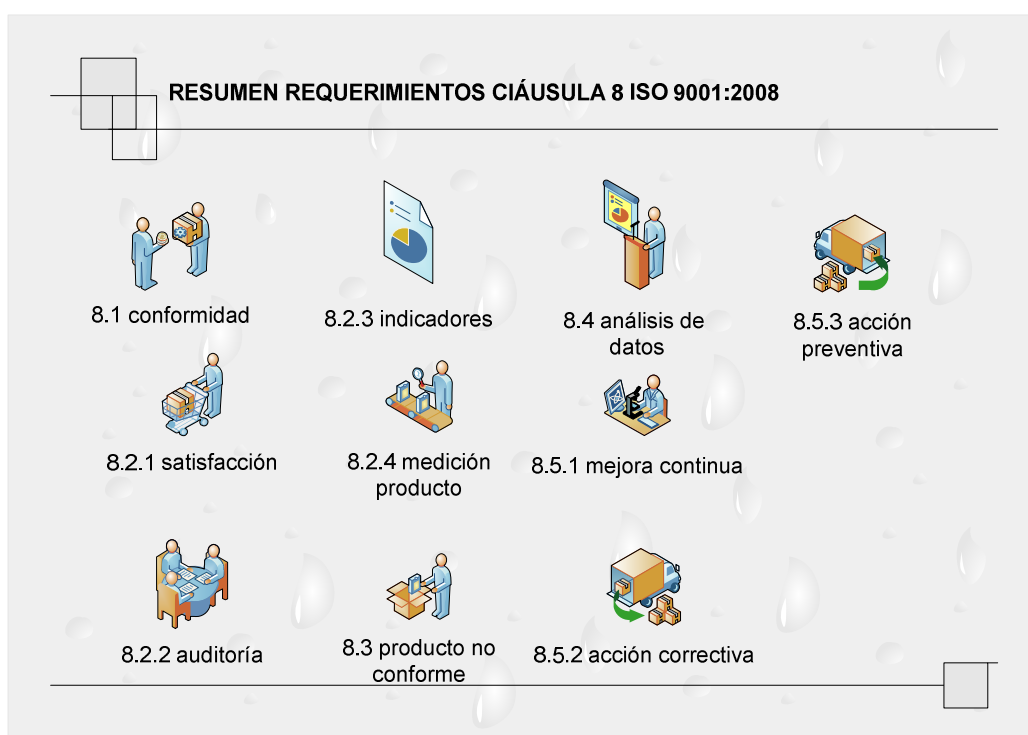 RESUMEN REQUERIMIENTOS CIÁUSULA 8 ISO 9001:2008
8.1 conformidad
8.2.1 satisfacción
8.2.2 auditoría
8.2.3 indicadores
8.2.4 medición
producto
8.3 producto no
conforme
8.4 análisis de
datos
8.5.1 mejora continua
8.5.2 acción correctiva
8.5.3 acción
preventiva